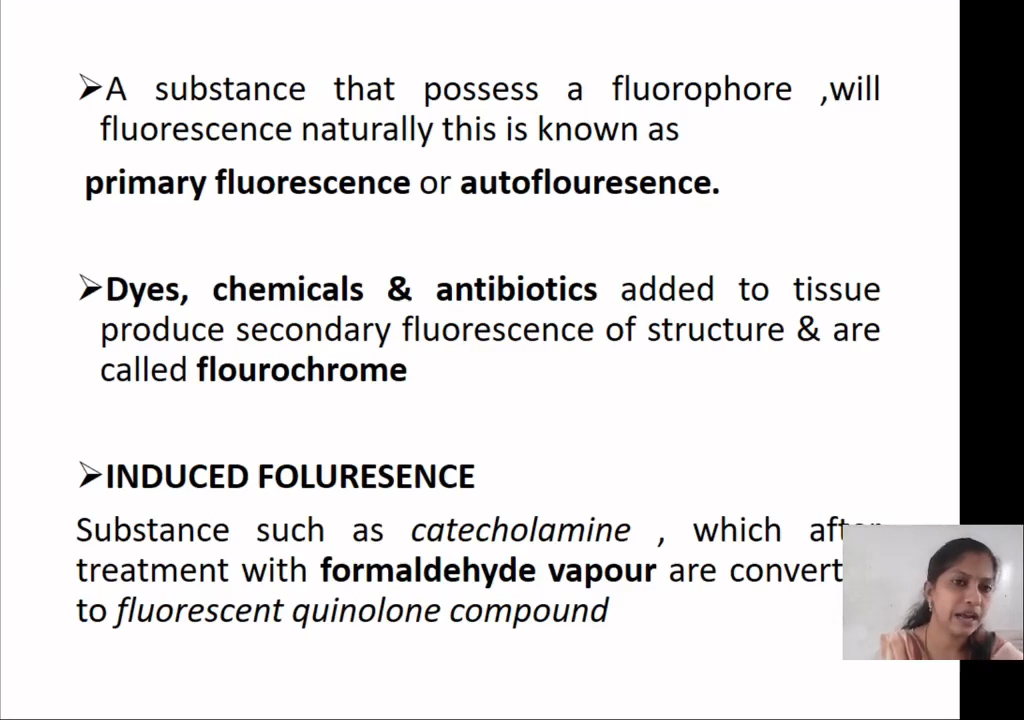 ➢A substance that possess a fluorophore ,will
fluorescence naturally this is known as
primary fluorescence or autoflouresence.
➢Dyes, chemicals & antibiotics added to tissue
produce secondary fluorescence of structure & are
called flourochrome
➢INDUCED FOLURESENCE
Substance such as catecholamine , which after
treatment with formaldehyde vapour are convert
to fluorescent quinolone compound